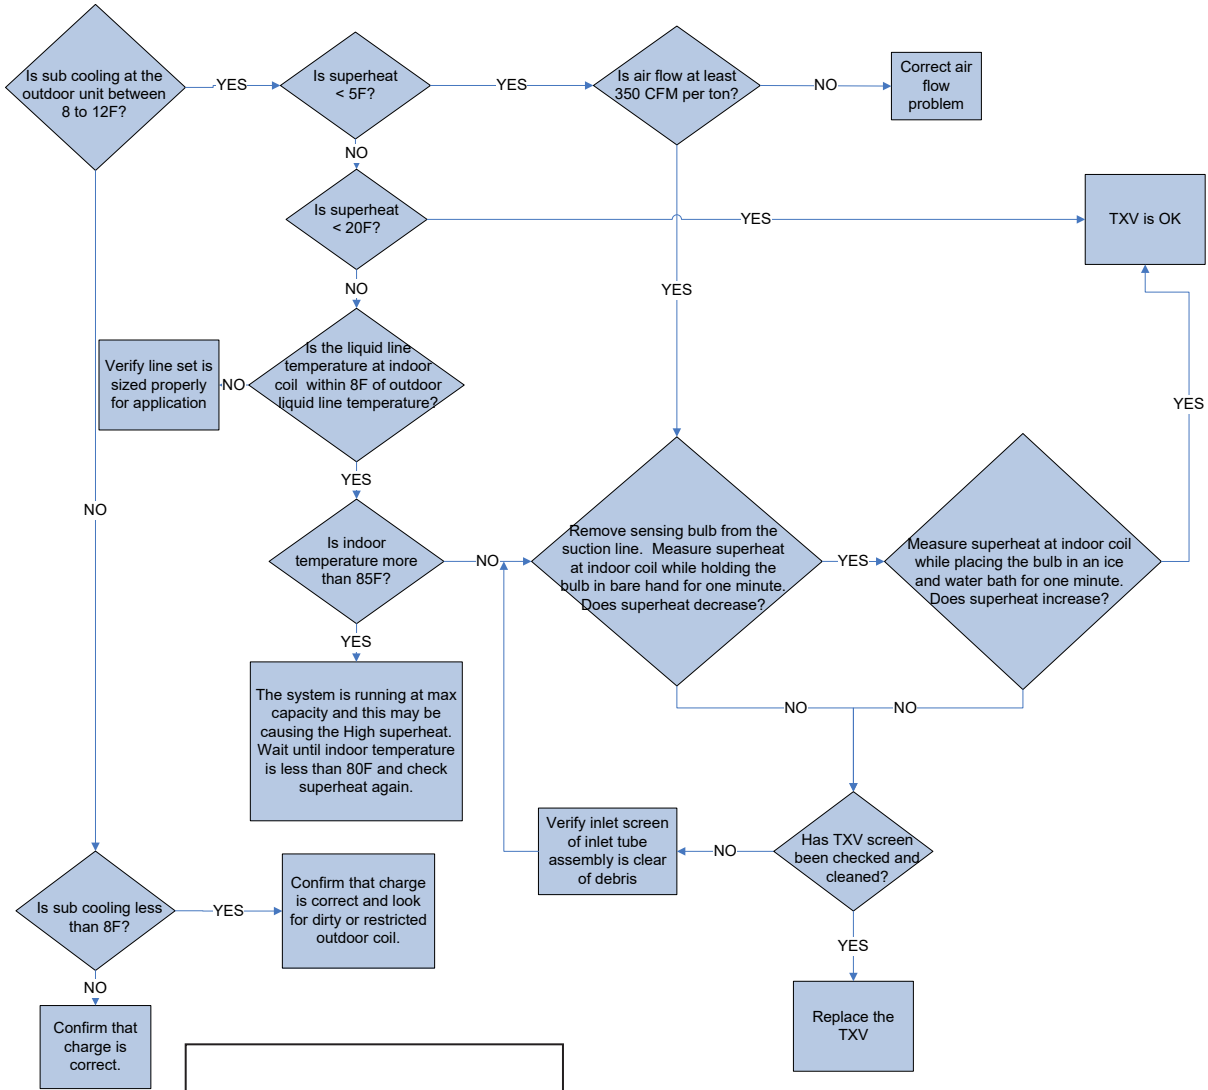 Is sub cooling at the
outdoor unit between
8 to 12F?
YES
Is superheat
< 5F?
YES
Is air flow at least
350 CFM per ton?
NO
Correct air
flow
problem
NO
Is superheat
< 20F?
YES
TXV is OK
NO
YES
Is the liquid line
temperature at indoor
coil within 8F of outdoor
liquid line temperature?
NO
Verify line set is
sized properly
for application
YES
YES
NO
Is indoor
temperature more
than 85F?
NO
Remove sensing bulb from the
suction line. Measure superheat
at indoor coil while holding the
bulb in bare hand for one minute.
Does superheat decrease?
YES
Measure superheat at indoor coil
while placing the bulb in an ice
and water bath for one minute.
Does superheat increase?
YES
The system is running at max
capacity and this may be
causing the High superheat.
Wait until indoor temperature
is less than 80F and check
superheat again.
NO
NO
Has TXV screen
been checked and
cleaned?
NO
Verify inlet screen
of inlet tube
assembly is clear
of debris
YES
Replace the
TXV
Is sub cooling less
than 8F?
YES
Confirm that charge
is correct and look
for dirty or restricted
outdoor coil.
NO
Confirm that
charge is
correct.